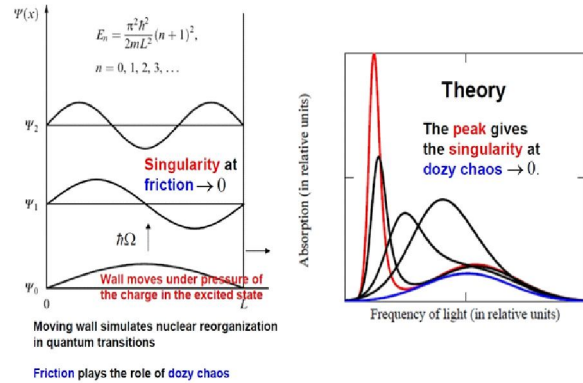 Ψ(x)
E_n = π²ħ²/2mL² (n + 1)²,
n = 0, 1, 2, 3, …
Ψ₂
Singularity at
friction → 0
Ψ₁
ħΩ
Wall moves under pressure of
the charge in the excited state
Ψ₀
0
L
Moving wall simulates nuclear reorganization
in quantum transitions
Friction plays the role of dozy chaos
Theory
The peak gives
the singularity at
dozy chaos → 0.
Absorption (in relative units)
Frequency of light (in relative units)